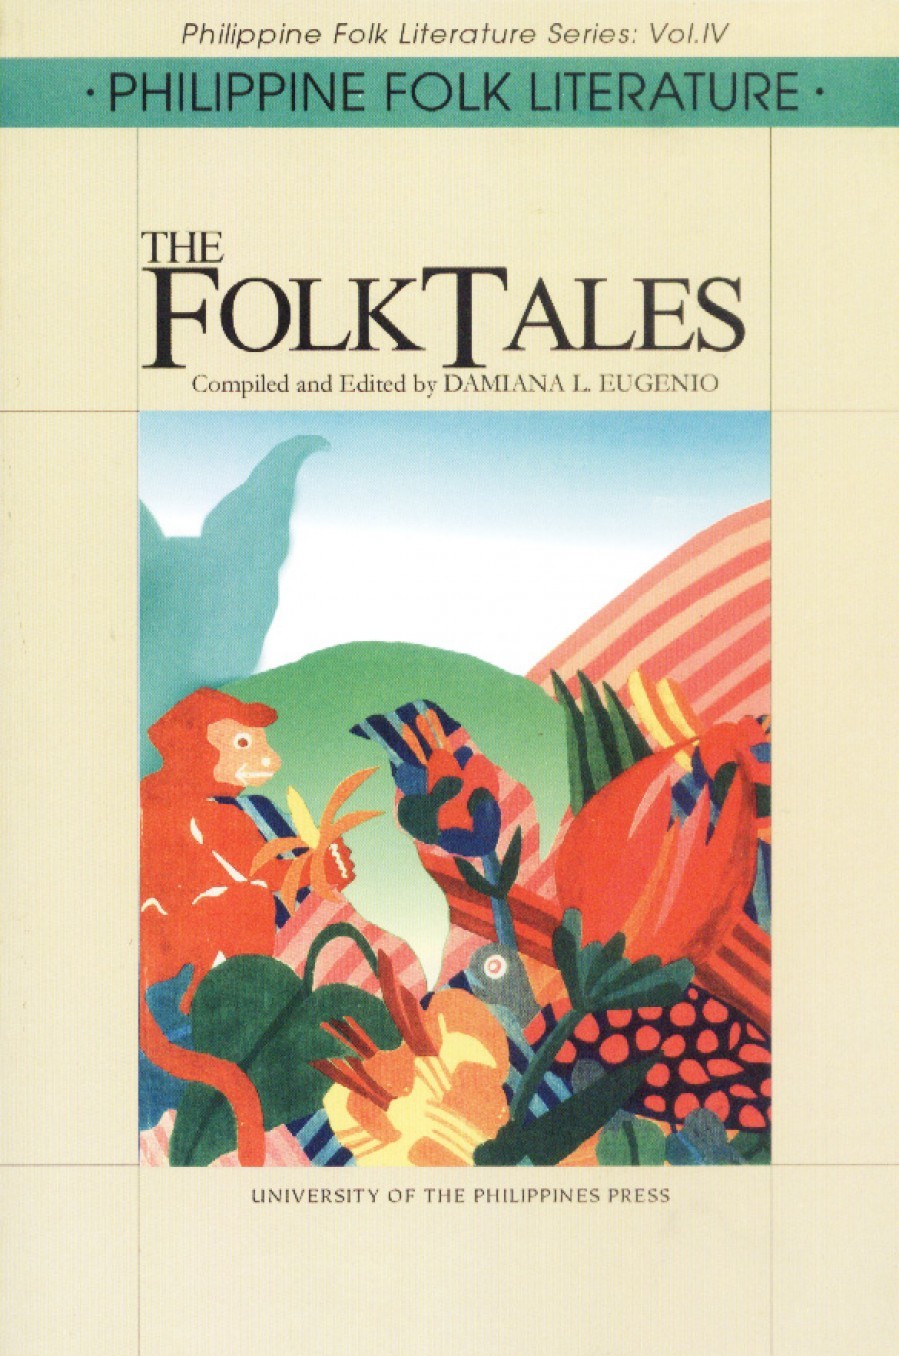 Philippine Folk Literature Series: Vol.IV
· PHILIPPINE FOLK LITERATURE ·
THE
FOLKTALES
Compiled and Edited by DAMIANA L. EUGENIO
UNIVERSITY OF THE PHILIPPINES PRESS